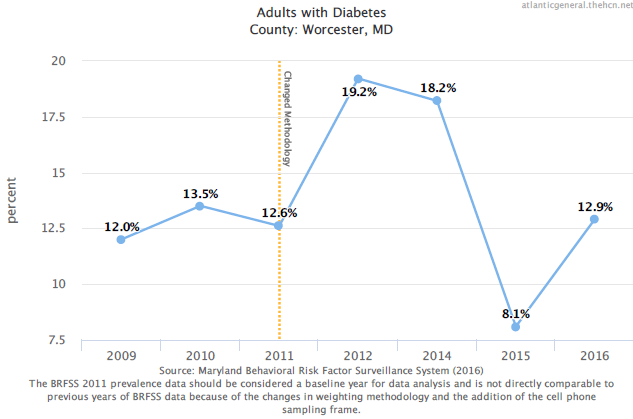 atlanticgeneral.thehcn.net
Adults with Diabetes
County: Worcester, MD
20
17.5
15
12.5
10
7.5
percent
Changed Methodology
12.0%
13.5%
12.6%
19.2%
18.2%
8.1%
12.9%
2009 2010 2011 2012 2014 2015 2016
Source: Maryland Behavioral Risk Factor Surveillance System (2016)
The BRFSS 2011 prevalence data should be considered a baseline year for data analysis and is not directly comparable to
previous years of BRFSS data because of the changes in weighting methodology and the addition of the cell phone
sampling frame.